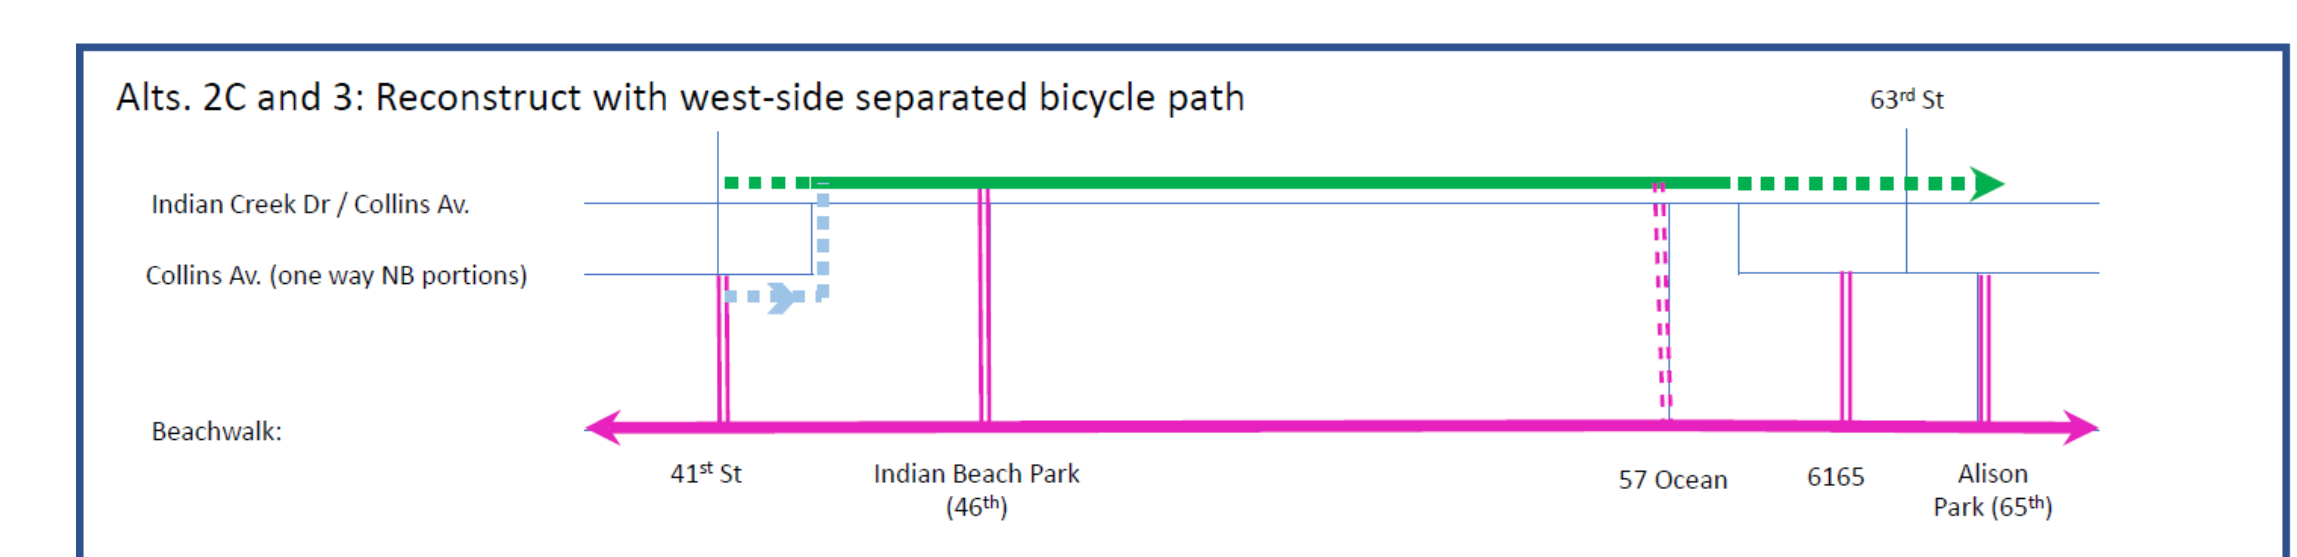 Alts. 2C and 3: Reconstruct with west-side separated bicycle path
63rd St
Indian Creek Dr / Collins Av.
Collins Av. (one way NB portions)
Beachwalk:
41st St
Indian Beach Park
(46th)
57 Ocean
6165
Alison
Park (65th)